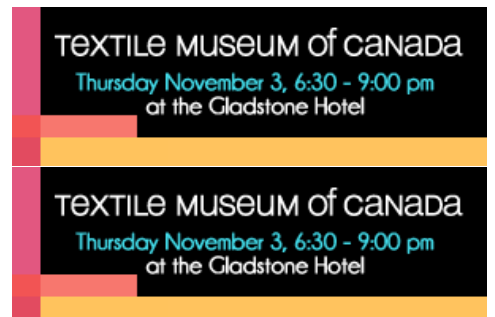 TEXTILE MUSEUM OF CANADA
Thursday November 3, 6:30 - 9:00 pm
at the Gladstone Hotel
TEXTILE MUSEUM OF CANADA
Thursday November 3, 6:30 - 9:00 pm
at the Gladstone Hotel